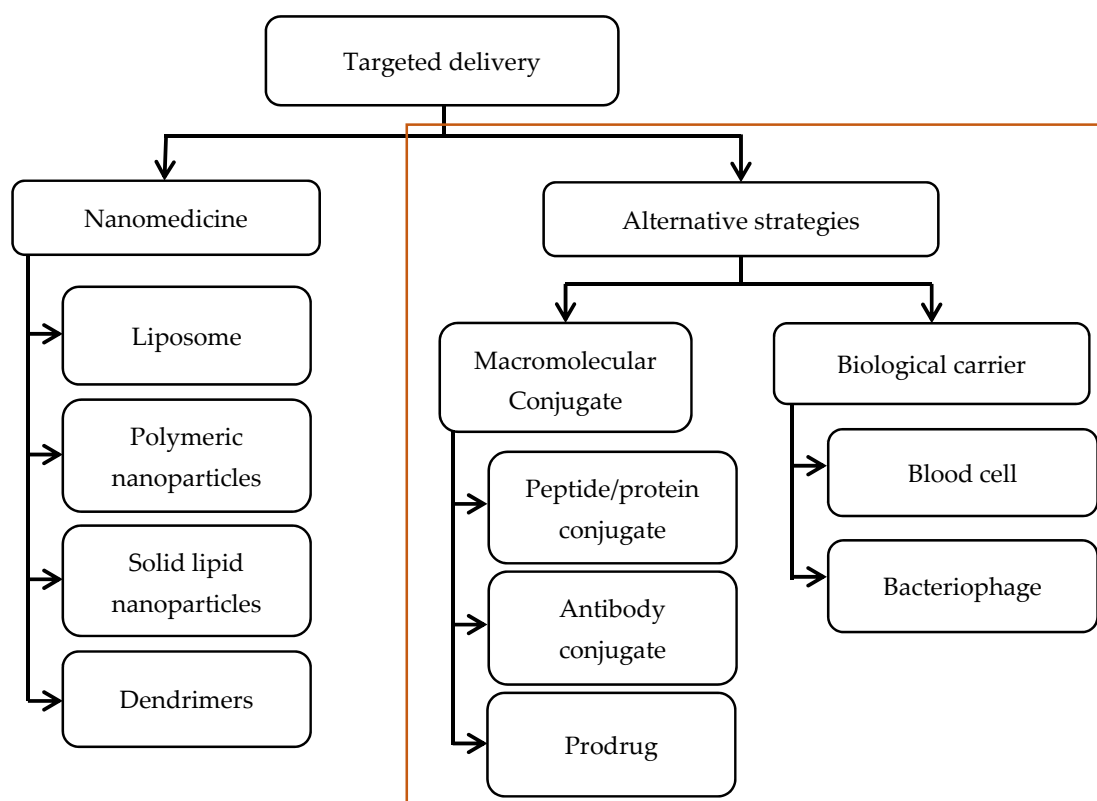 Targeted delivery
Nanomedicine
Alternative strategies
Liposome
Polymeric
nanoparticles
Solid lipid
nanoparticles
Dendrimers
Macromolecular
Conjugate
Peptide/protein
conjugate
Antibody
conjugate
Prodrug
Biological carrier
Blood cell
Bacteriophage